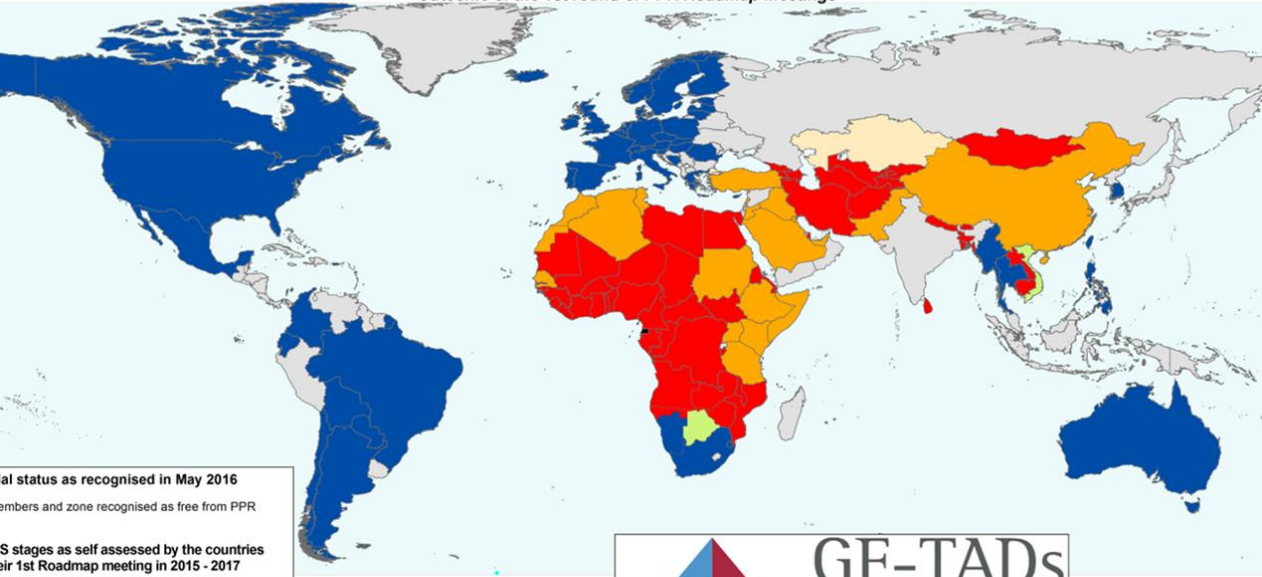 ial status as recognised in May 2016
embers and zone recognised as free from PPR
S stages as self assessed by the countries
eir 1st Roadmap meeting in 2015 - 2017
GF-TADs